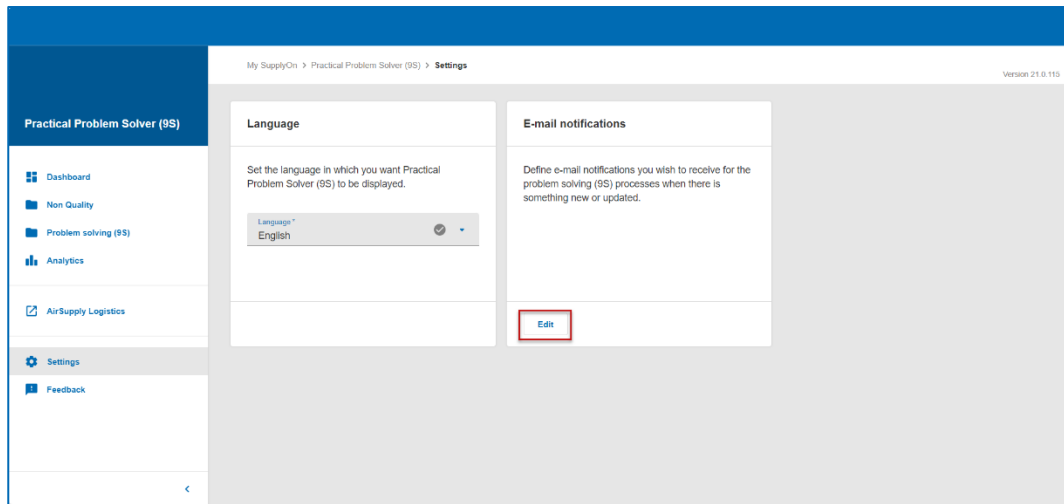 My SupplyOn > Practical Problem Solver (9S) > Settings
Version 21.0.115
Practical Problem Solver (9S)
Dashboard
Non Quality
Problem solving (9S)
Analytics
AirSupply Logistics
Settings
Feedback
Language
Set the language in which you want Practical
Problem Solver (9S) to be displayed.
Language *
English
E-mail notifications
Define e-mail notifications you wish to receive for the
problem solving (9S) processes when there is
something new or updated.
Edit